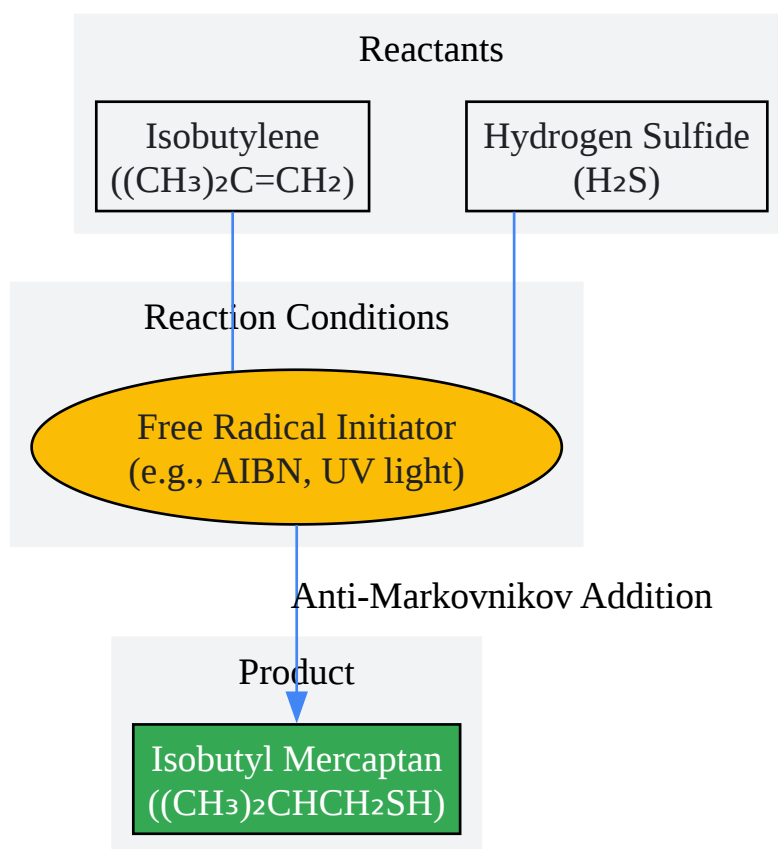 Reactants
Isobutylene
((CH₃)₂C=CH₂)
Hydrogen Sulfide
(H₂S)
Reaction Conditions
Free Radical Initiator
(e.g., AIBN, UV light)
Anti-Markovnikov Addition
Product
Isobutyl Mercaptan
((CH₃)₂CHCH₂SH)